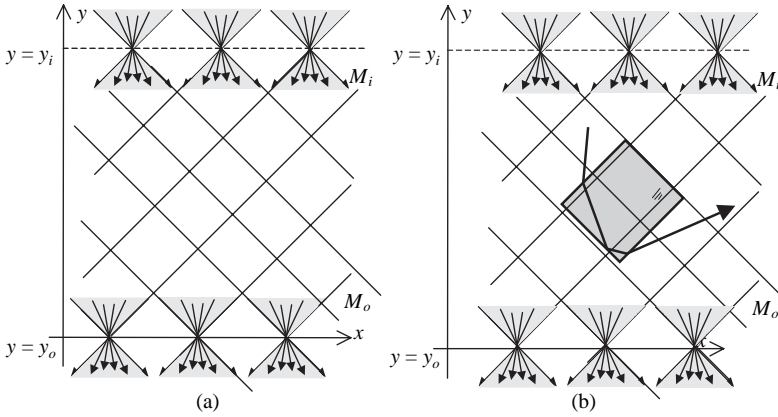 y
y = y_i
M_i
M_o
x
y = y_o
(a)
y
y = y_i
M_i
M_o
x
y = y_o
(b)